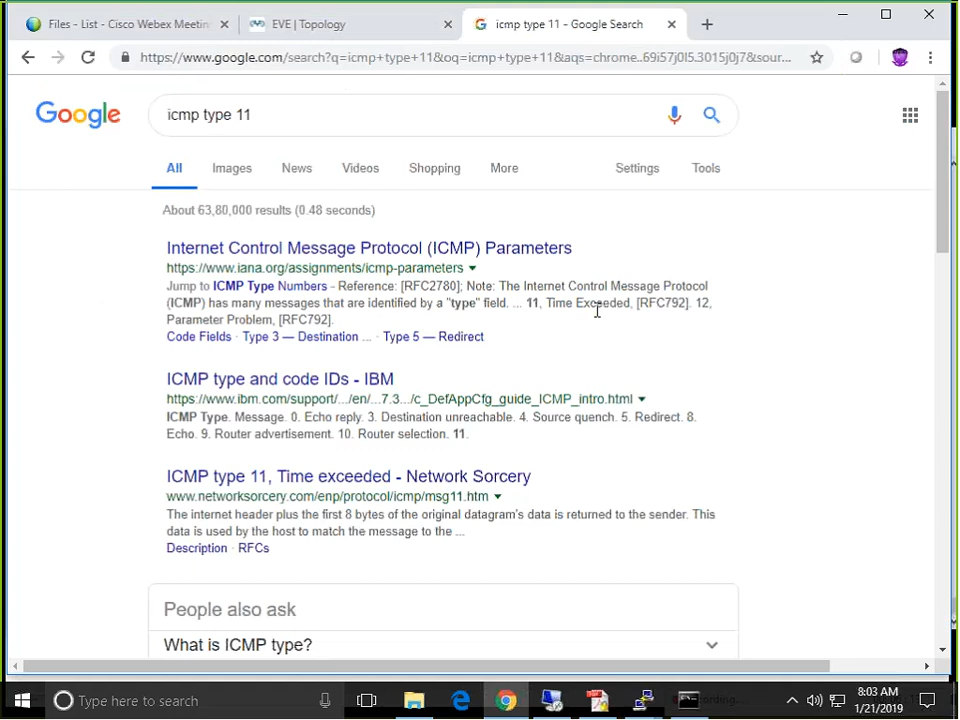 Files - List - Cisco Webex Meetin
EVE | Topology
icmp type 11 - Google Search
https://www.google.com/search?q=icmp+type+11&oq=icmp+type+11&aqs=chrome..69i57j0l5.3015j0j7&sour...
Google
icmp type 11
All Images News Videos Shopping More Settings Tools
About 63,80,000 results (0.48 seconds)
Internet Control Message Protocol (ICMP) Parameters
https://www.iana.org/assignments/icmp-parameters
Jump to ICMP Type Numbers - Reference: [RFC2780]; Note: The Internet Control Message Protocol
(ICMP) has many messages that are identified by a "type" field. ... 11, Time Exceeded, [RFC792]. 12,
Parameter Problem, [RFC792].
Code Fields · Type 3 — Destination ... · Type 5 — Redirect
ICMP type and code IDs - IBM
https://www.ibm.com/support/.../en/...7.3.../c_DefAppCfg_guide_ICMP_intro.html
ICMP Type. Message. 0. Echo reply. 3. Destination unreachable. 4. Source quench. 5. Redirect. 8.
Echo. 9. Router advertisement. 10. Router selection. 11.
ICMP type 11, Time exceeded - Network Sorcery
www.networksorcery.com/enp/protocol/icmp/msg11.htm
The internet header plus the first 8 bytes of the original datagram's data is returned to the sender. This
data is used by the host to match the message to the ...
Description · RFCs
People also ask
What is ICMP type?
Type here to search
8:03 AM
1/21/2019